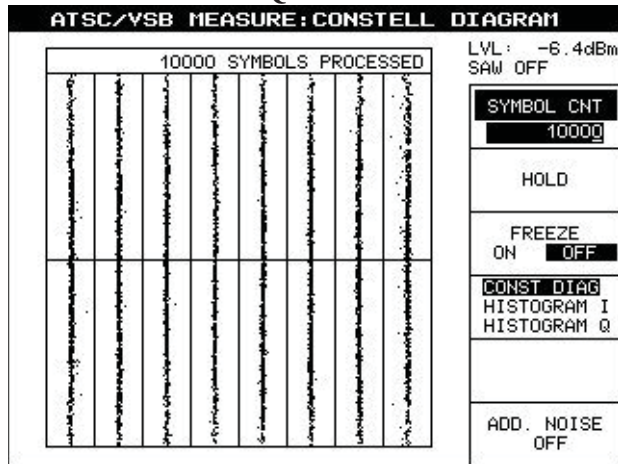 ATSC/VSB MEASURE:CONSTELL DIAGRAM
LVL: -6.4dBm
SAW OFF
10000 SYMBOLS PROCESSED
SYMBOL CNT
10000
HOLD
FREEZE
ON OFF
CONST DIAG
HISTOGRAM I
HISTOGRAM Q
ADD. NOISE
OFF